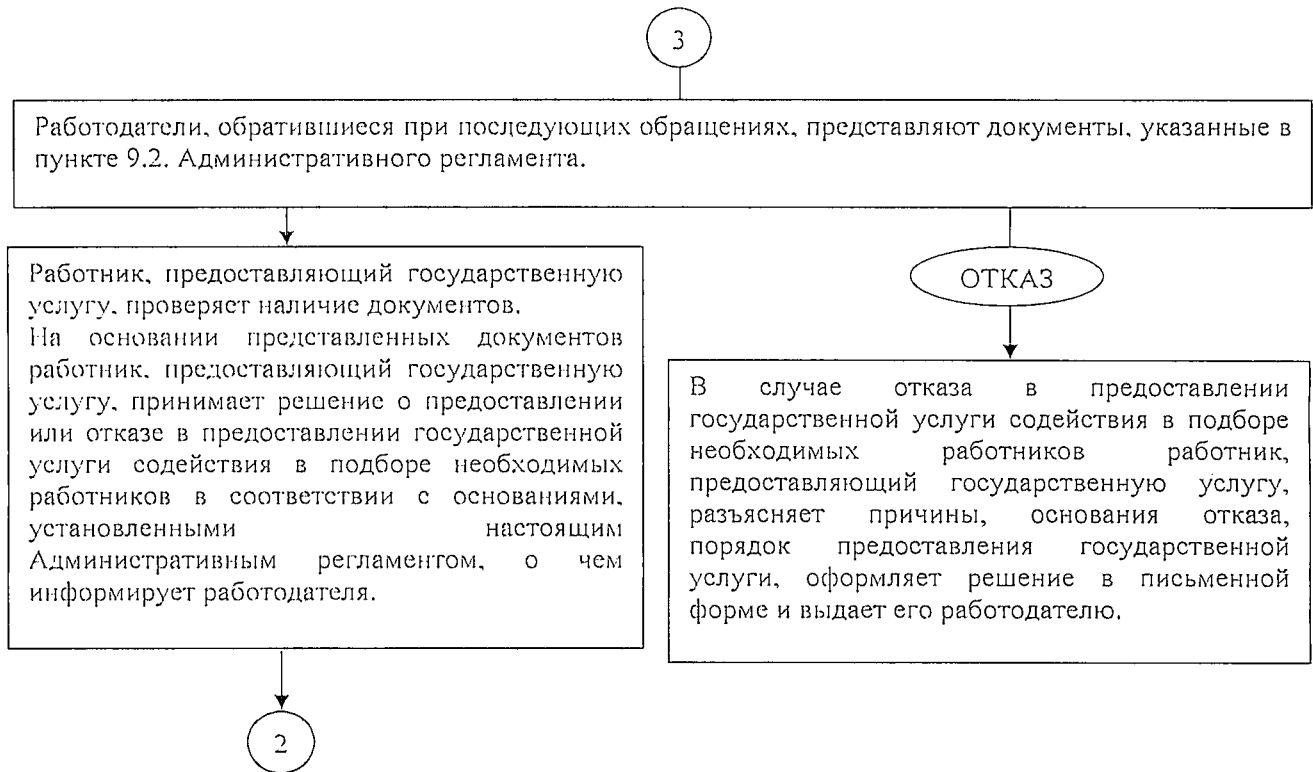 3
Работодатели, обратившиеся при последующих обращениях, представляют документы, указанные в
пункте 9.2. Административного регламента.
Работник, предоставляющий государственную
услугу, проверяет наличие документов.
На основании представленных документов
работник, предоставляющий государственную
услугу, принимает решение о предоставлении
или отказе в предоставлении государственной
услуги содействия в подборе необходимых
работников в соответствии с основаниями,
установленными настоящим
Административным регламентом, о чем
информирует работодателя.
2
ОТКАЗ
В случае отказа в предоставлении
государственной услуги содействия в подборе
необходимых работников работник,
предоставляющий государственную услугу,
разъясняет причины, основания отказа,
порядок предоставления государственной
услуги, оформляет решение в письменной
форме и выдает его работодателю.